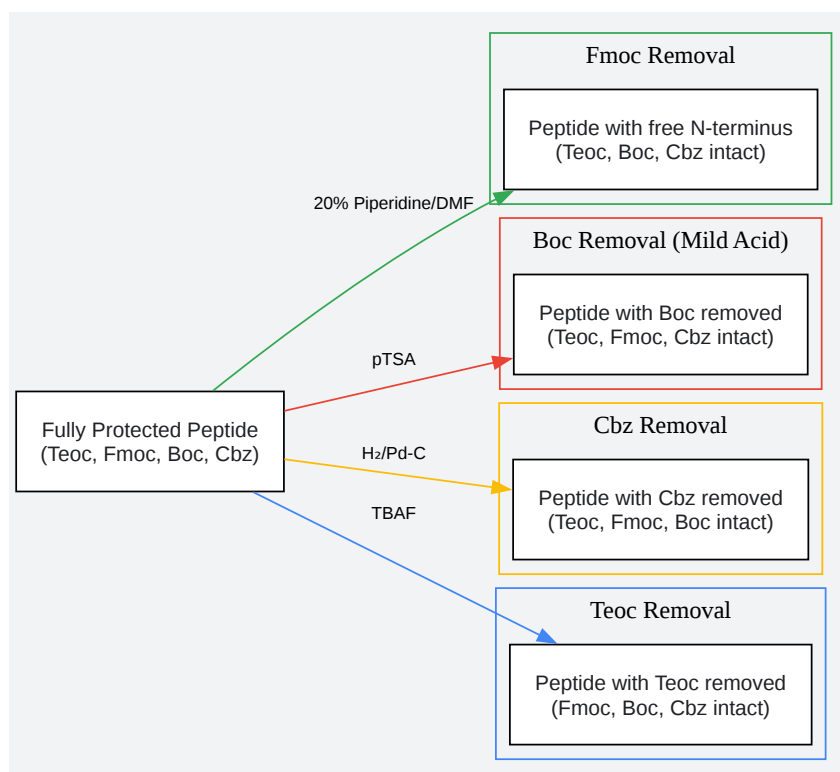 Fmoc Removal
Peptide with free N-terminus
(Teoc, Boc, Cbz intact)
20% Piperidine/DMF
Boc Removal (Mild Acid)
Peptide with Boc removed
(Teoc, Fmoc, Cbz intact)
pTSA
Fully Protected Peptide
(Teoc, Fmoc, Boc, Cbz)
Cbz Removal
H₂/Pd-C
Peptide with Cbz removed
(Teoc, Fmoc, Boc intact)
TBAF
Teoc Removal
Peptide with Teoc removed
(Fmoc, Boc, Cbz intact)